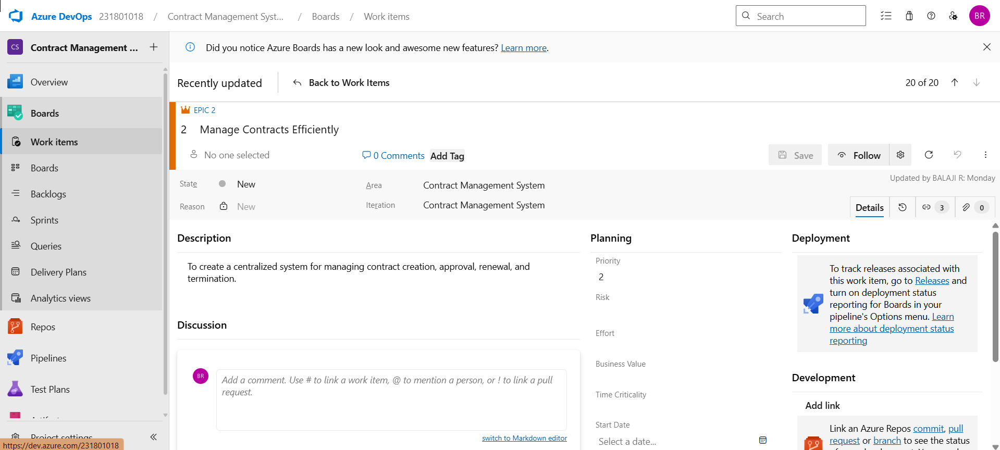 Azure DevOps 231801018 / Contract Management Syst... / Boards / Work items
Search
BR
CS Contract Management ...
Overview
Boards
Work items
Boards
Backlogs
Sprints
Queries
Delivery Plans
Analytics views
Repos
Pipelines
Test Plans
Project settings
https://dev.azure.com/231801018
Did you notice Azure Boards has a new look and awesome new features? Learn more.
Recently updated
Back to Work Items
20 of 20
EPIC 2
2 Manage Contracts Efficiently
No one selected
0 Comments
Add Tag
Save
Follow
State New
Reason New
Area Contract Management System
Iteration Contract Management System
Updated by BALAJI R: Monday
Details
3
0
Description
To create a centralized system for managing contract creation, approval, renewal, and
termination.
Discussion
BR
Add a comment. Use # to link a work item, @ to mention a person, or ! to link a pull
request.
switch to Markdown editor
Planning
Priority
2
Risk
Effort
Business Value
Time Criticality
Start Date
Select a date...
Deployment
To track releases associated with
this work item, go to Releases and
turn on deployment status
reporting for Boards in your
pipeline's Options menu. Learn
more about deployment status
reporting
Development
Add link
Link an Azure Repos commit, pull
request or branch to see the status